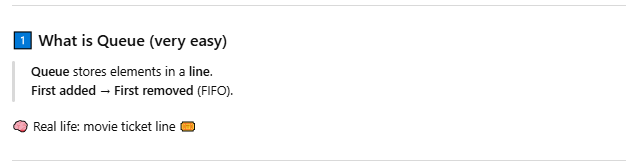 1 What is Queue (very easy)
Queue stores elements in a line.
First added → First removed (FIFO).
🧠 Real life: movie ticket line 🎫